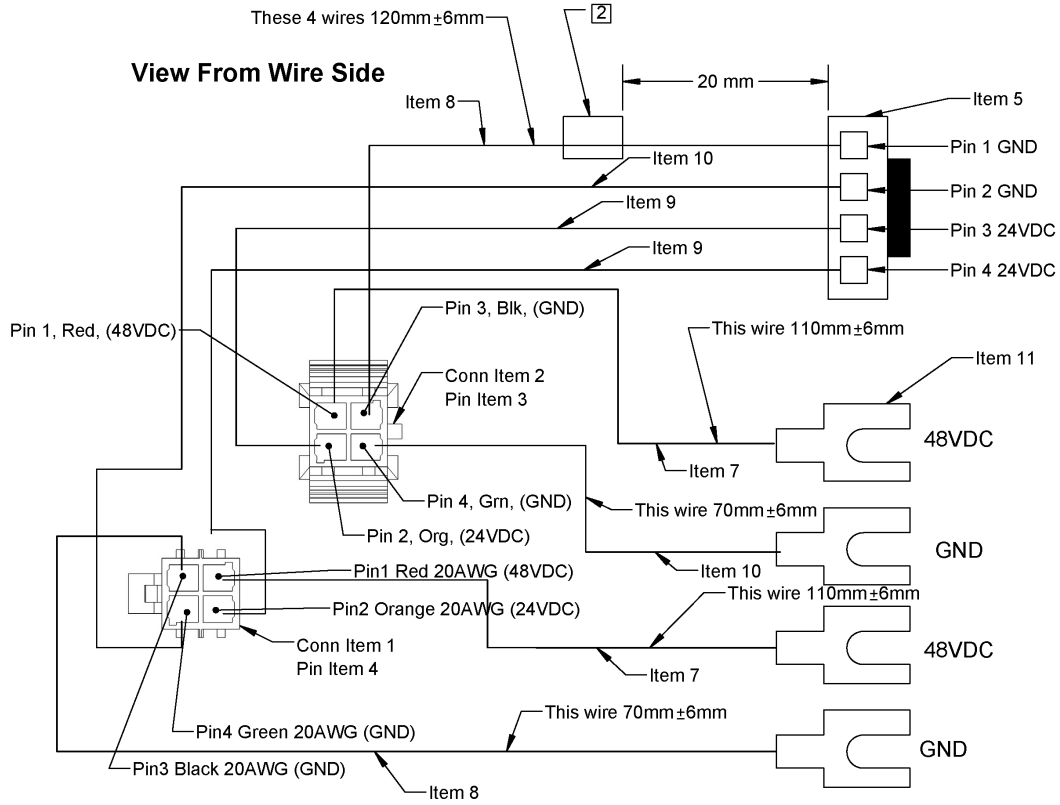 These 4 wires 120mm±6mm
2
View From Wire Side
20 mm
Item 8
Item 5
Pin 1 GND
Item 10
Pin 2 GND
Item 9
Pin 3 24VDC
Item 9
Pin 4 24VDC
Pin 3, Blk, (GND)
Pin 1, Red, (48VDC)
This wire 110mm±6mm
Item 11
Conn Item 2
Pin Item 3
48VDC
Item 7
Pin 4, Grn, (GND)
This wire 70mm±6mm
Pin 2, Org, (24VDC)
GND
Pin1 Red 20AWG (48VDC)
Item 10
This wire 110mm±6mm
Pin2 Orange 20AWG (24VDC)
Conn Item 1
Pin Item 4
48VDC
Item 7
This wire 70mm±6mm
Pin4 Green 20AWG (GND)
GND
Pin3 Black 20AWG (GND)
Item 8